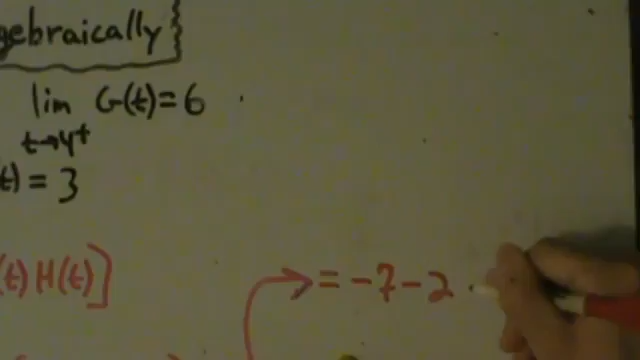 gebraically
lim G(t) = 6
t→4⁺
(t) = 3
(t) H(t)]
= -7 - 2 ·